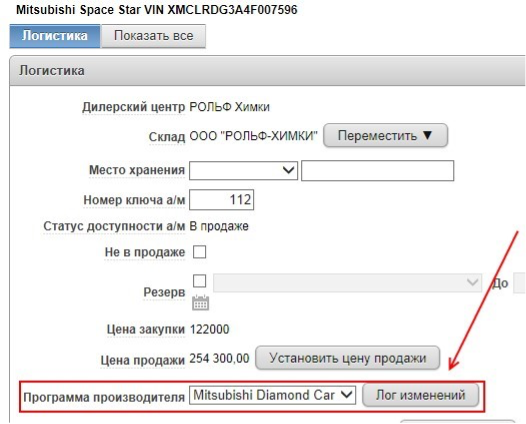 Mitsubishi Space Star VIN XMCLRDG3A4F007596
Логистика Показать все
Логистика
Дилерский центр РОЛЬФ Химки
Склад ООО "РОЛЬФ-ХИМКИ" Переместить ▼
Место хранения
Номер ключа а/м 112
Статус доступности а/м В продаже
Не в продаже
Резерв До
Цена закупки 122000
Цена продажи 254 300,00 Установить цену продажи
Программа производителя Mitsubishi Diamond Car Лог изменений